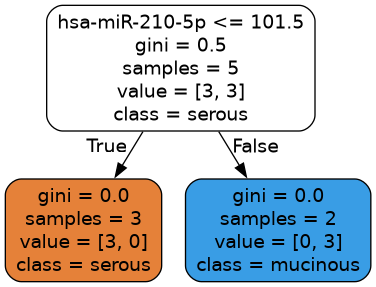 hsa-miR-210-5p <= 101.5
gini = 0.5
samples = 5
value = [3, 3]
class = serous
True
False
gini = 0.0
samples = 3
value = [3, 0]
class = serous
gini = 0.0
samples = 2
value = [0, 3]
class = mucinous